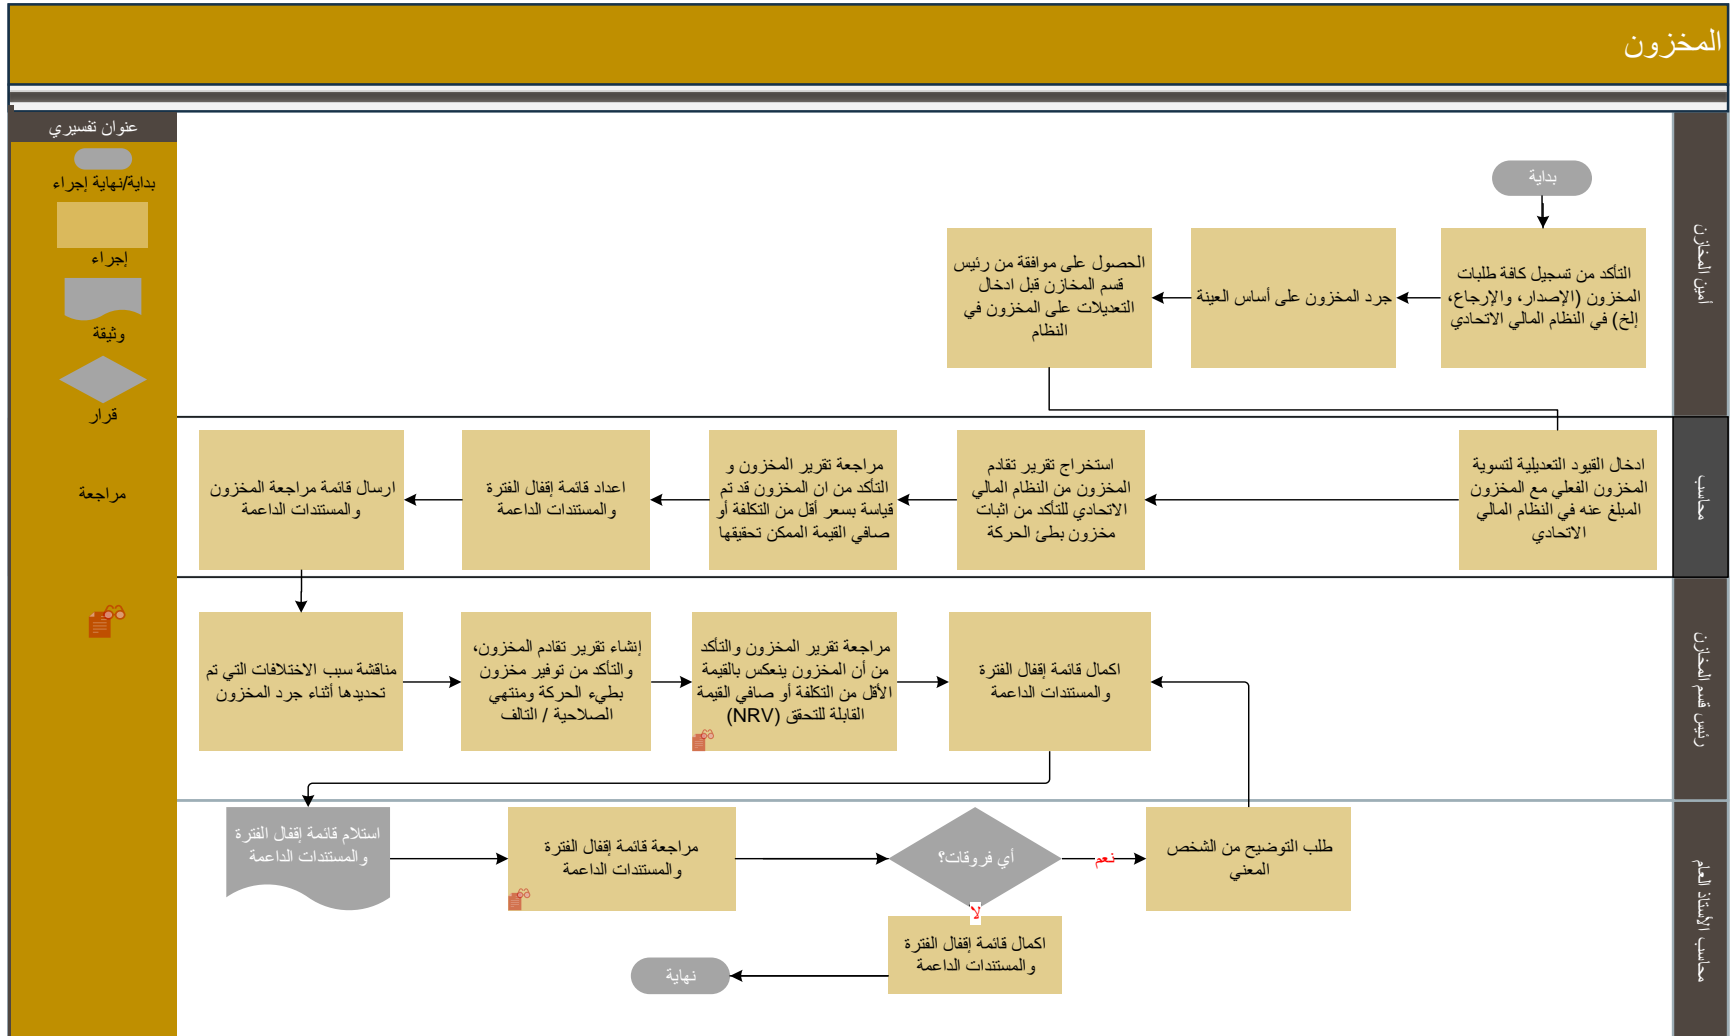 المخزون
عنوان تفسيري
بداية/نهاية إجراء
إجراء
وثيقة
قرار
مراجعة
أمين المخازن
بداية
التأكد من تسجيل كافة طلبات
المخزون (الإصدار، والإرجاع،
إلخ) في النظام المالي الاتحادي
جرد المخزون على أساس العينة
الحصول على موافقة من رئيس
قسم المخازن قبل ادخال
التعديلات على المخزون في
النظام
محاسب
ادخال القيود التعديلية لتسوية
المخزون الفعلي مع المخزون
المبلغ عنه في النظام المالي
الاتحادي
استخراج تقرير تقادم
المخزون من النظام المالي
الاتحادي للتأكد من اثبات
مخزون بطئ الحركة
مراجعة تقرير المخزون و
التأكد من ان المخزون قد تم
قياسة بسعر أقل من التكلفة أو
صافي القيمة الممكن تحقيقها
اعداد قائمة إقفال الفترة
والمستندات الداعمة
ارسال قائمة مراجعة المخزون
والمستندات الداعمة
رئيس قسم المخازن
مناقشة سبب الاختلافات التي تم
تحديدها أثناء جرد المخزون
إنشاء تقرير تقادم المخزون،
والتأكد من توفير مخزون
بطيء الحركة ومنتهي
الصلاحية / التالف
مراجعة تقرير المخزون والتأكد
من أن المخزون ينعكس بالقيمة
الأقل من التكلفة أو صافي القيمة
القابلة للتحقق (NRV)
اكمال قائمة إقفال الفترة
والمستندات الداعمة
محاسب الأستاذ العام
استلام قائمة إقفال الفترة
والمستندات الداعمة
مراجعة قائمة إقفال الفترة
والمستندات الداعمة
أي فروقات؟
نعم
طلب التوضيح من الشخص
المعني
لا
اكمال قائمة إقفال الفترة
والمستندات الداعمة
نهاية